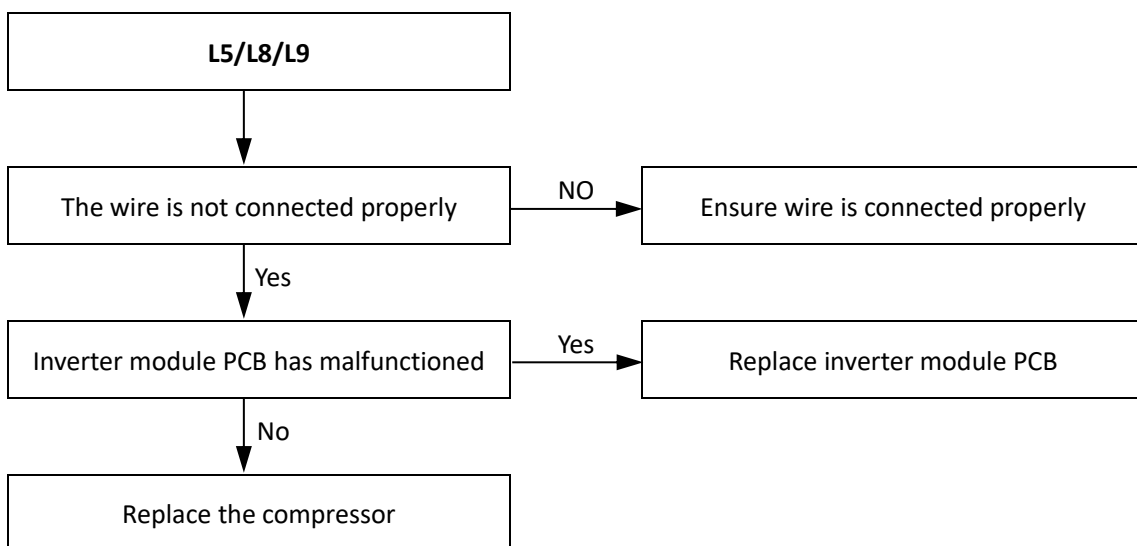 L5/L8/L9
The wire is not connected properly
NO
Ensure wire is connected properly
Yes
Inverter module PCB has malfunctioned
Yes
Replace inverter module PCB
No
Replace the compressor